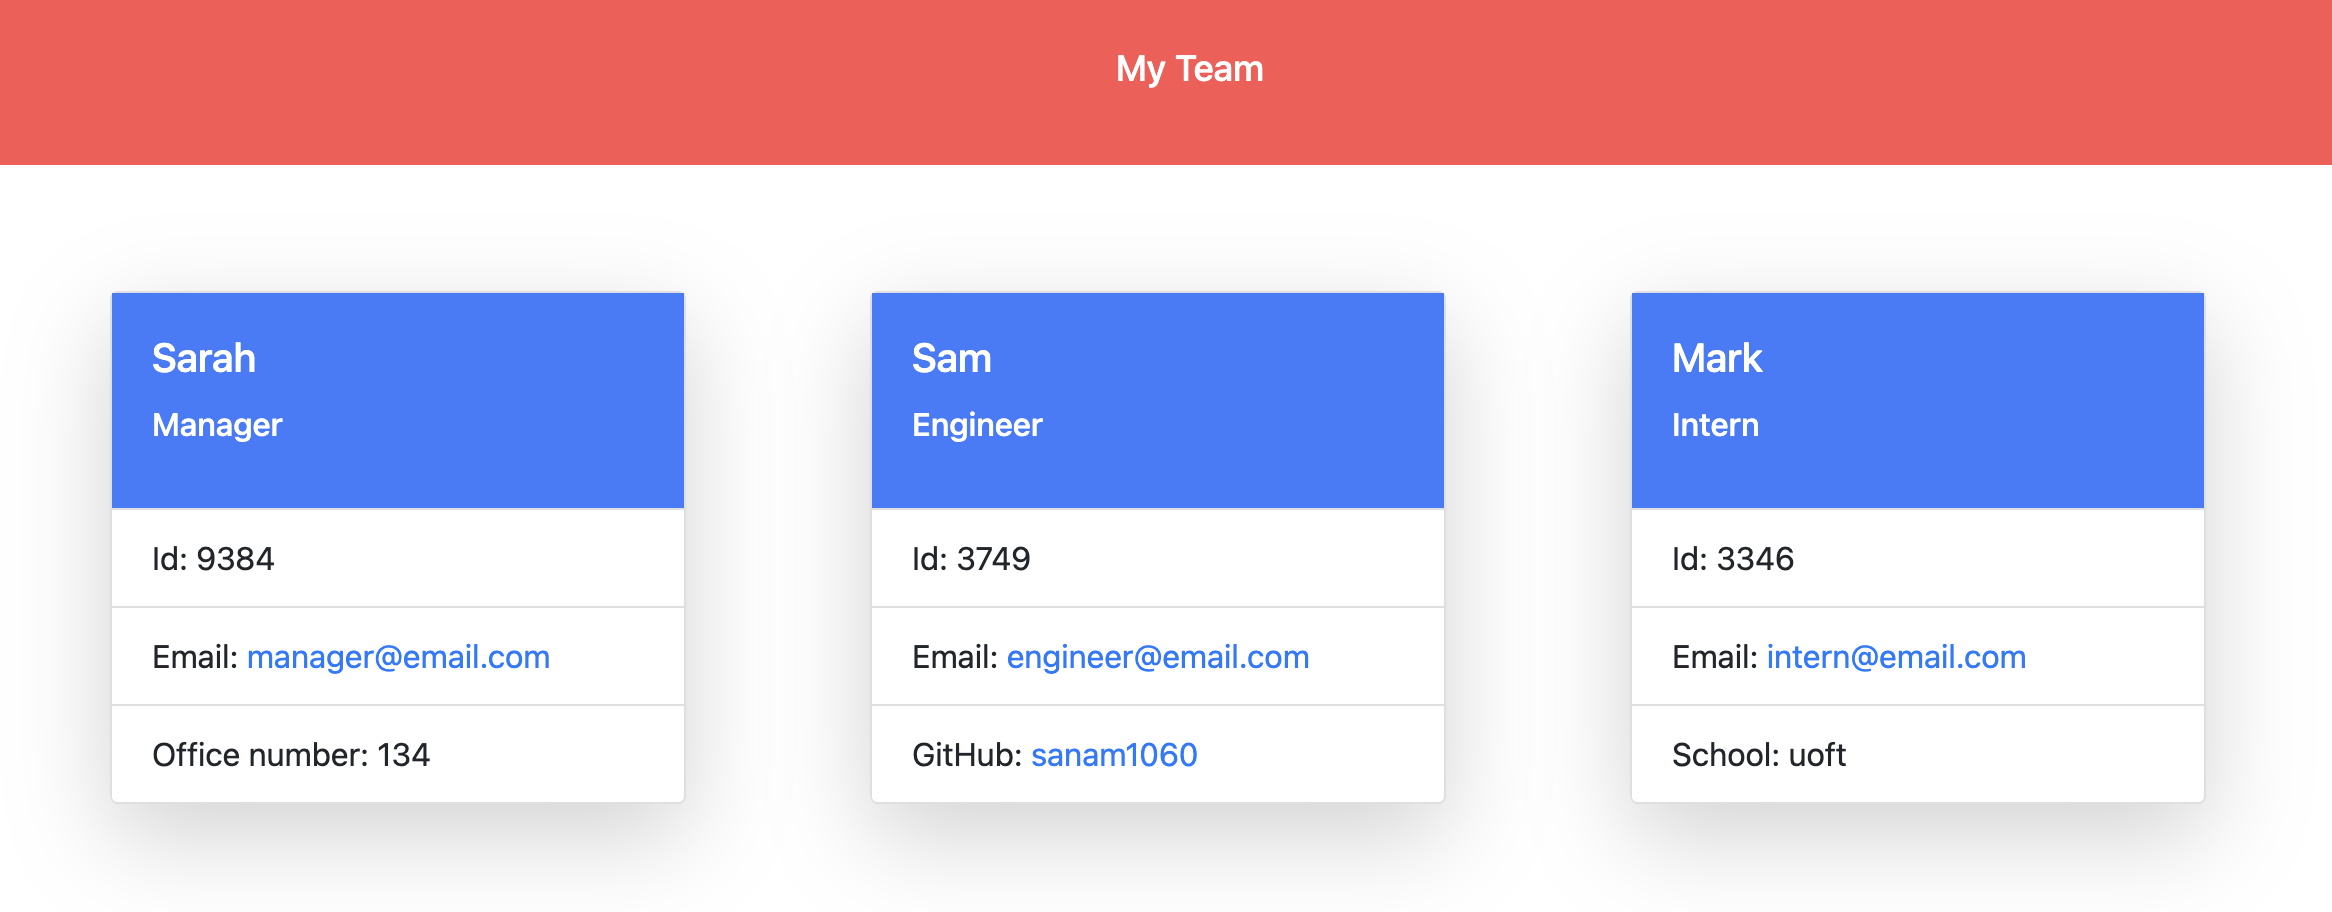 My Team
Sarah
Manager
Id: 9384
Email: manager@email.com
Office number: 134
Sam
Engineer
Id: 3749
Email: engineer@email.com
GitHub: sanam1060
Mark
Intern
Id: 3346
Email: intern@email.com
School: uoft